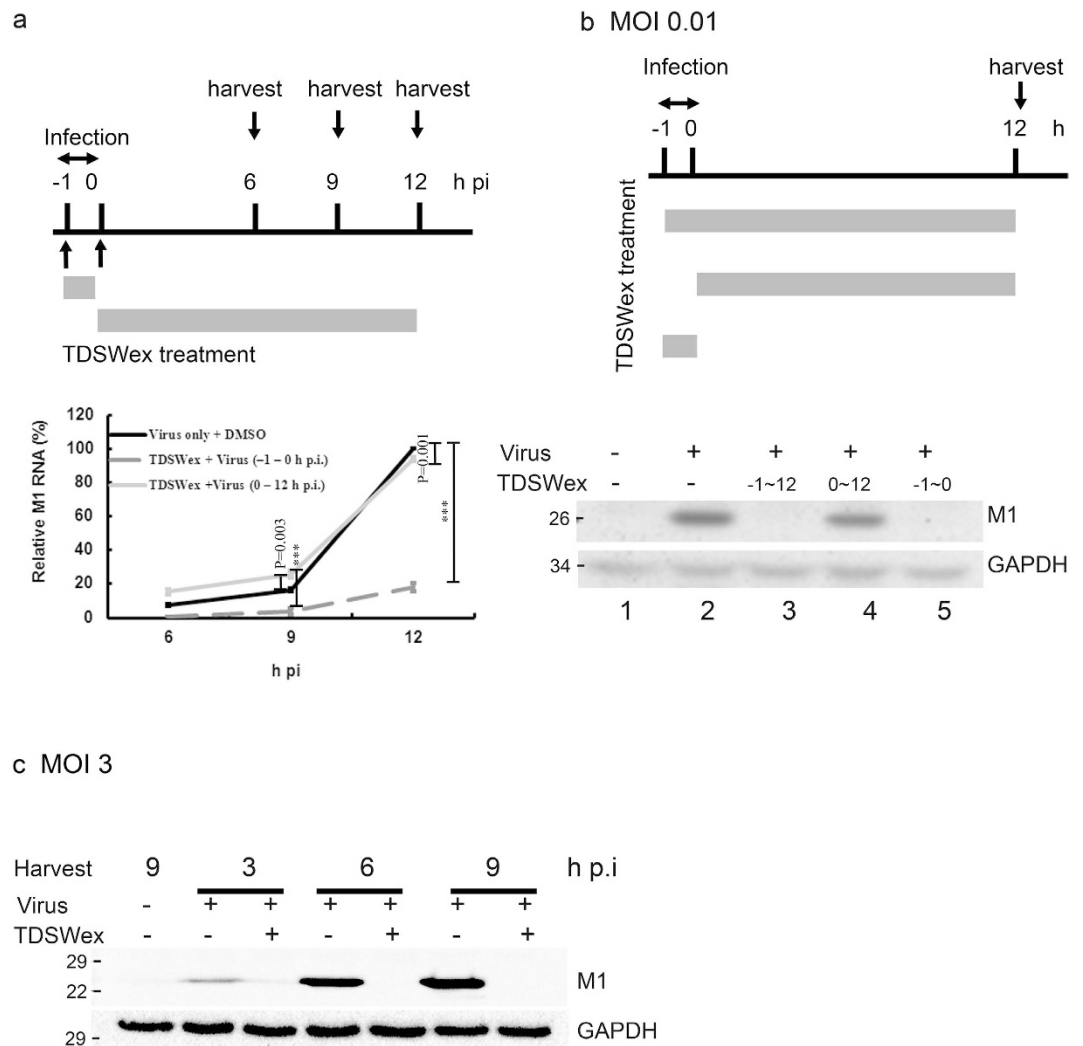 a
harvest harvest harvest
Infection
-1 0 6 9 12 h pi
TDSWex treatment
120
100
80
60
40
20
0
Relative M1 RNA (%)
Virus only + DMSO
TDSWex + Virus (–1 – 0 h p.i.)
TDSWex +Virus (0 – 12 h p.i.)
P=0.003
***
P=0.001
***
6 9 12
h pi
b MOI 0.01
Infection harvest
-1 0 12 h
TDSWex treatment
Virus - + + + +
TDSWex - - -1~12 0~12 -1~0
26 M1
34 GAPDH
1 2 3 4 5
c MOI 3
Harvest 9 3 6 9 h p.i
Virus - + + + + + +
TDSWex - - + - + - +
29
22 M1
29 GAPDH